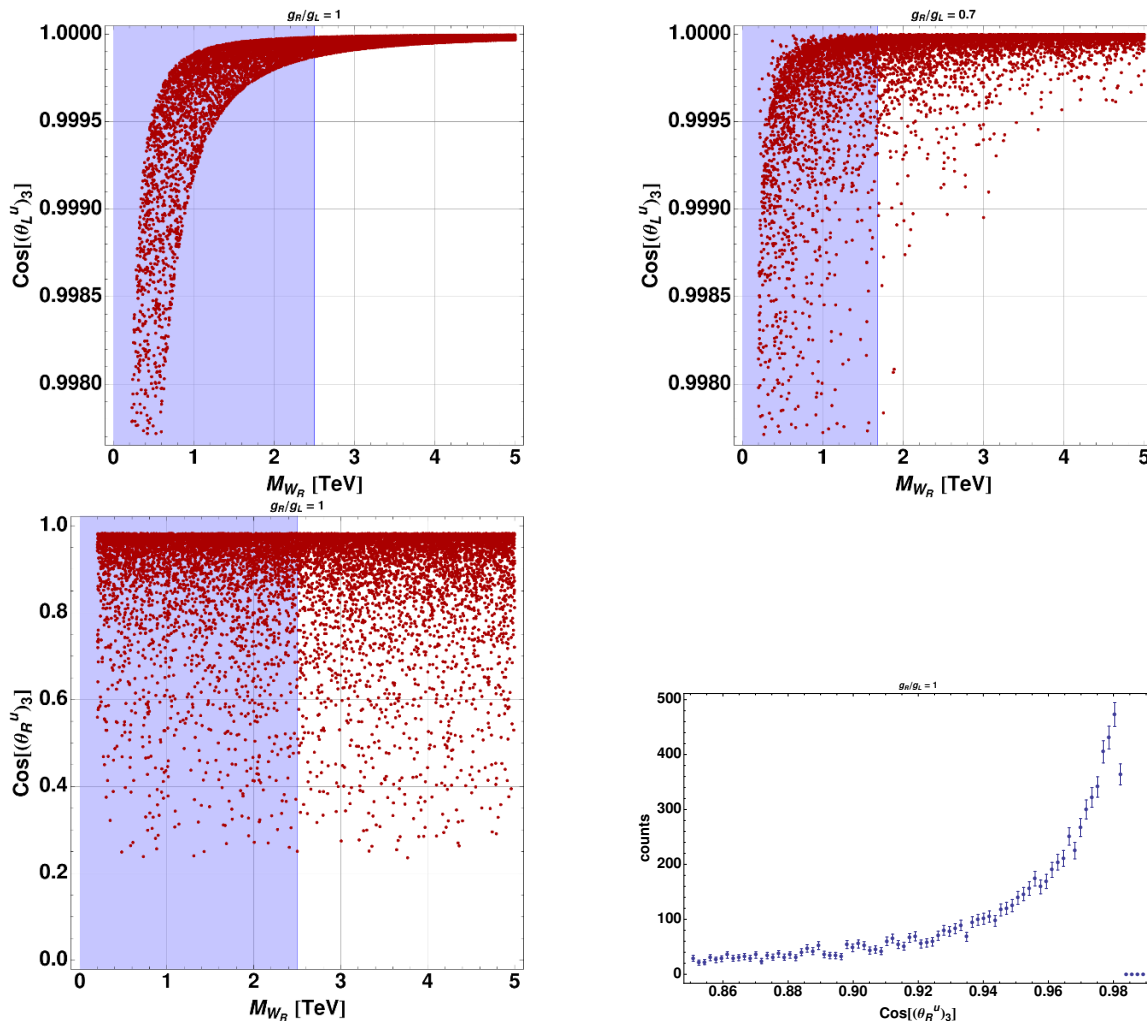 g_R/g_L = 1
1.0000
0.9995
0.9990
0.9985
0.9980
Cos[(θ_L^u)_3]
0 1 2 3 4 5
M_{W_R} [TeV]
g_R/g_L = 0.7
1.0000
0.9995
0.9990
0.9985
0.9980
Cos[(θ_L^u)_3]
0 1 2 3 4 5
M_{W_R} [TeV]
g_R/g_L = 1
1.0
0.8
0.6
0.4
0.2
0.0
Cos[(θ_R^u)_3]
0 1 2 3 4 5
M_{W_R} [TeV]
g_R/g_L = 1
500
400
300
200
100
0
counts
0.86 0.88 0.90 0.92 0.94 0.96 0.98
Cos[(θ_R^u)_3]